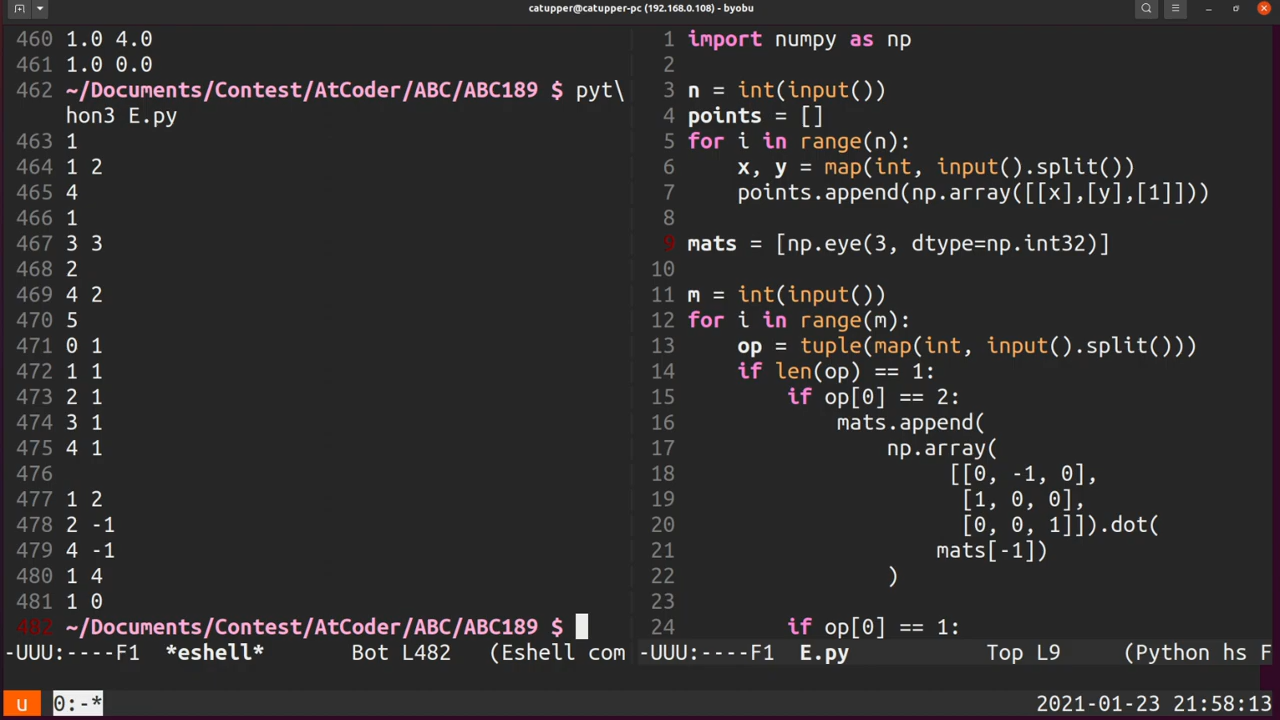 catupper@catupper-pc (192.168.0.108) - byobu
460 1.0 4.0
461 1.0 0.0
462 ~/Documents/Contest/AtCoder/ABC/ABC189 $ pyt\
hon3 E.py
463 1
464 1 2
465 4
466 1
467 3 3
468 2
469 4 2
470 5
471 0 1
472 1 1
473 2 1
474 3 1
475 4 1
476
477 1 2
478 2 -1
479 4 -1
480 1 4
481 1 0
482 ~/Documents/Contest/AtCoder/ABC/ABC189 $
-UUU:----F1  *eshell*       Bot L482   (Eshell com
1 import numpy as np
2
3 n = int(input())
4 points = []
5 for i in range(n):
6     x, y = map(int, input().split())
7     points.append(np.array([[x],[y],[1]]))
8
9 mats = [np.eye(3, dtype=np.int32)]
10
11 m = int(input())
12 for i in range(m):
13     op = tuple(map(int, input().split()))
14     if len(op) == 1:
15         if op[0] == 2:
16             mats.append(
17                 np.array(
18                      [[0, -1, 0],
19                       [1, 0, 0],
20                       [0, 0, 1]]).dot(
21                     mats[-1])
22                 )
23
24         if op[0] == 1:
-UUU:----F1  E.py           Top L9     (Python hs F
u 0:-* 2021-01-23 21:58:13